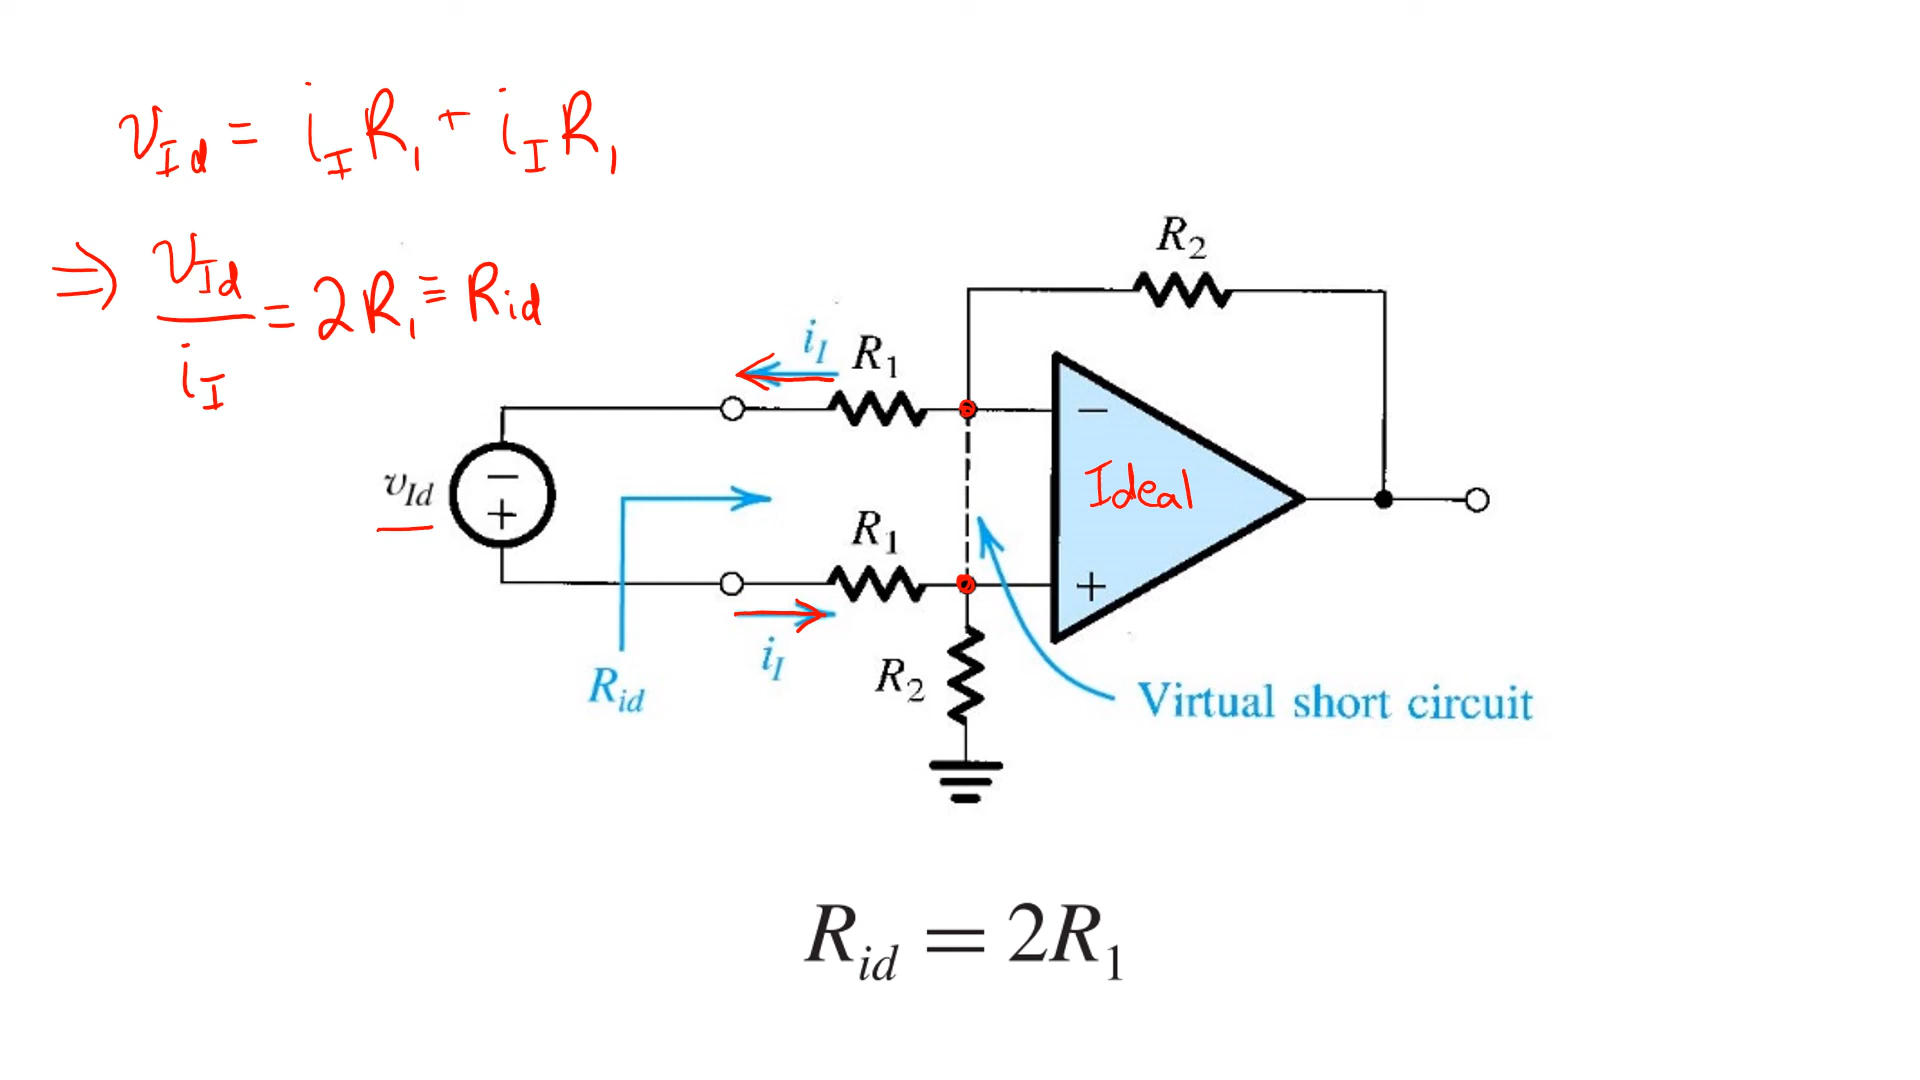 v_Id = i_I R_1 + i_I R_1
⇒ v_Id / i_I = 2R_1 ≡ R_id
R_2
i_I R_1
−
−
v_Id
+
Ideal
R_1
+
i_I
R_id
R_2
Virtual short circuit
R_id = 2R_1